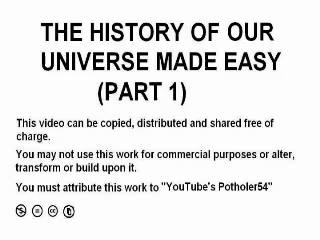 THE HISTORY OF OUR
UNIVERSE MADE EASY
(PART 1)
This video can be copied, distributed and shared free of
charge.
You may not use this work for commercial purposes or alter,
transform or build upon it.
You must attribute this work to "YouTube's Potholer54"